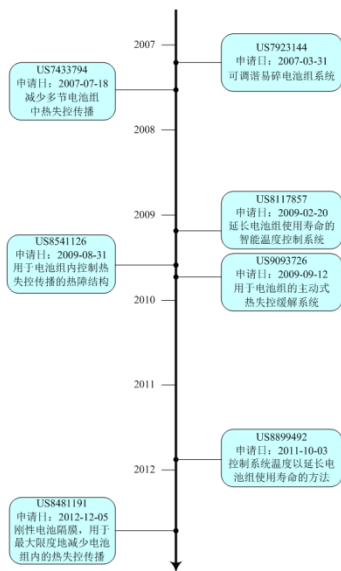 2007
US7923144
申请日：2007-03-31
可调谐易碎电池组系统
US7433794
申请日：2007-07-18
减少多节电池组
中热失控传播
2008
2009
US8117857
申请日：2009-02-20
延长电池组使用寿命的
智能温度控制系统
US8541126
申请日：2009-08-31
用于电池组内控制热
失控传播的热障结构
US9093726
申请日：2009-09-12
用于电池组的主动式
热失控缓解系统
2010
2011
US8899492
申请日：2011-10-03
控制系统温度以延长电
池组使用寿命的方法
2012
US8481191
申请日：2012-12-05
刚性电池隔膜，用于
最大限度地减少电池
组内的热失控传播